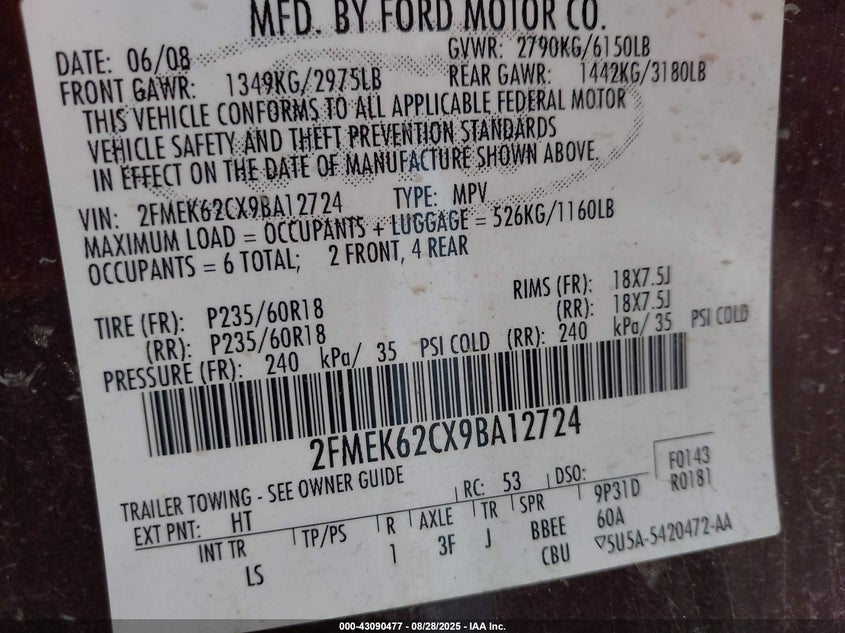 MFD. BY FORD MOTOR CO.
DATE: 06/08 GVWR: 2790KG/6150LB
FRONT GAWR: 1349KG/2975LB REAR GAWR: 1442KG/3180LB
THIS VEHICLE CONFORMS TO ALL APPLICABLE FEDERAL MOTOR
VEHICLE SAFETY AND THEFT PREVENTION STANDARDS
IN EFFECT ON THE DATE OF MANUFACTURE SHOWN ABOVE.
VIN: 2FMEK62CX9BA12724 TYPE: MPV
MAXIMUM LOAD = OCCUPANTS + LUGGAGE = 526KG/1160LB
OCCUPANTS = 6 TOTAL; 2 FRONT, 4 REAR
TIRE (FR): P235/60R18 RIMS (FR): 18X7.5J
(RR): P235/60R18 (RR): 18X7.5J
PRESSURE (FR): 240 kPa/ 35 PSI COLD (RR): 240 kPa/ 35 PSI COLD
2FMEK62CX9BA12724
TRAILER TOWING - SEE OWNER GUIDE
EXT PNT: HT RC: 53 DSO: F0143
R0181
INT TR TP/PS R AXLE TR SPR 9P31D
LS 1 3F J BBEE 60A
CBU ▽5U5A-5420472-AA
000-43090477 - 08/28/2025 - IAA Inc.